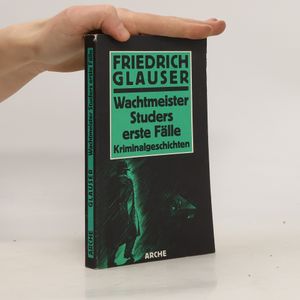 FRIEDRICH
GLAUSER
Wachtmeister
Studers
erste Fälle
Kriminalgeschichten
ARCHE
ARCHE
GLAUSER
Wachtmeister Studers erste Fälle